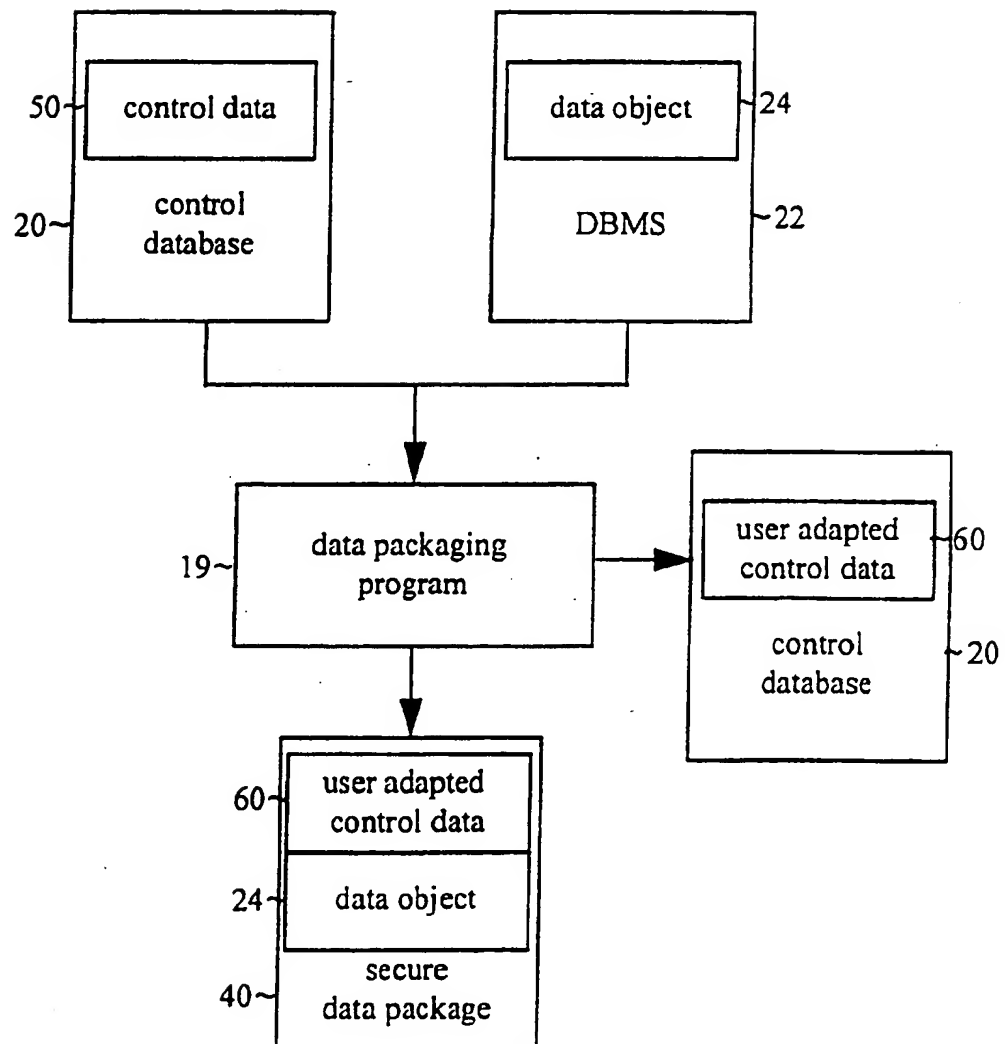 50
control data
20
control
database
data object
24
DBMS
22
19
data packaging
program
user adapted
control data
60
control
database
20
60
user adapted
control data
24
data object
40
secure
data package